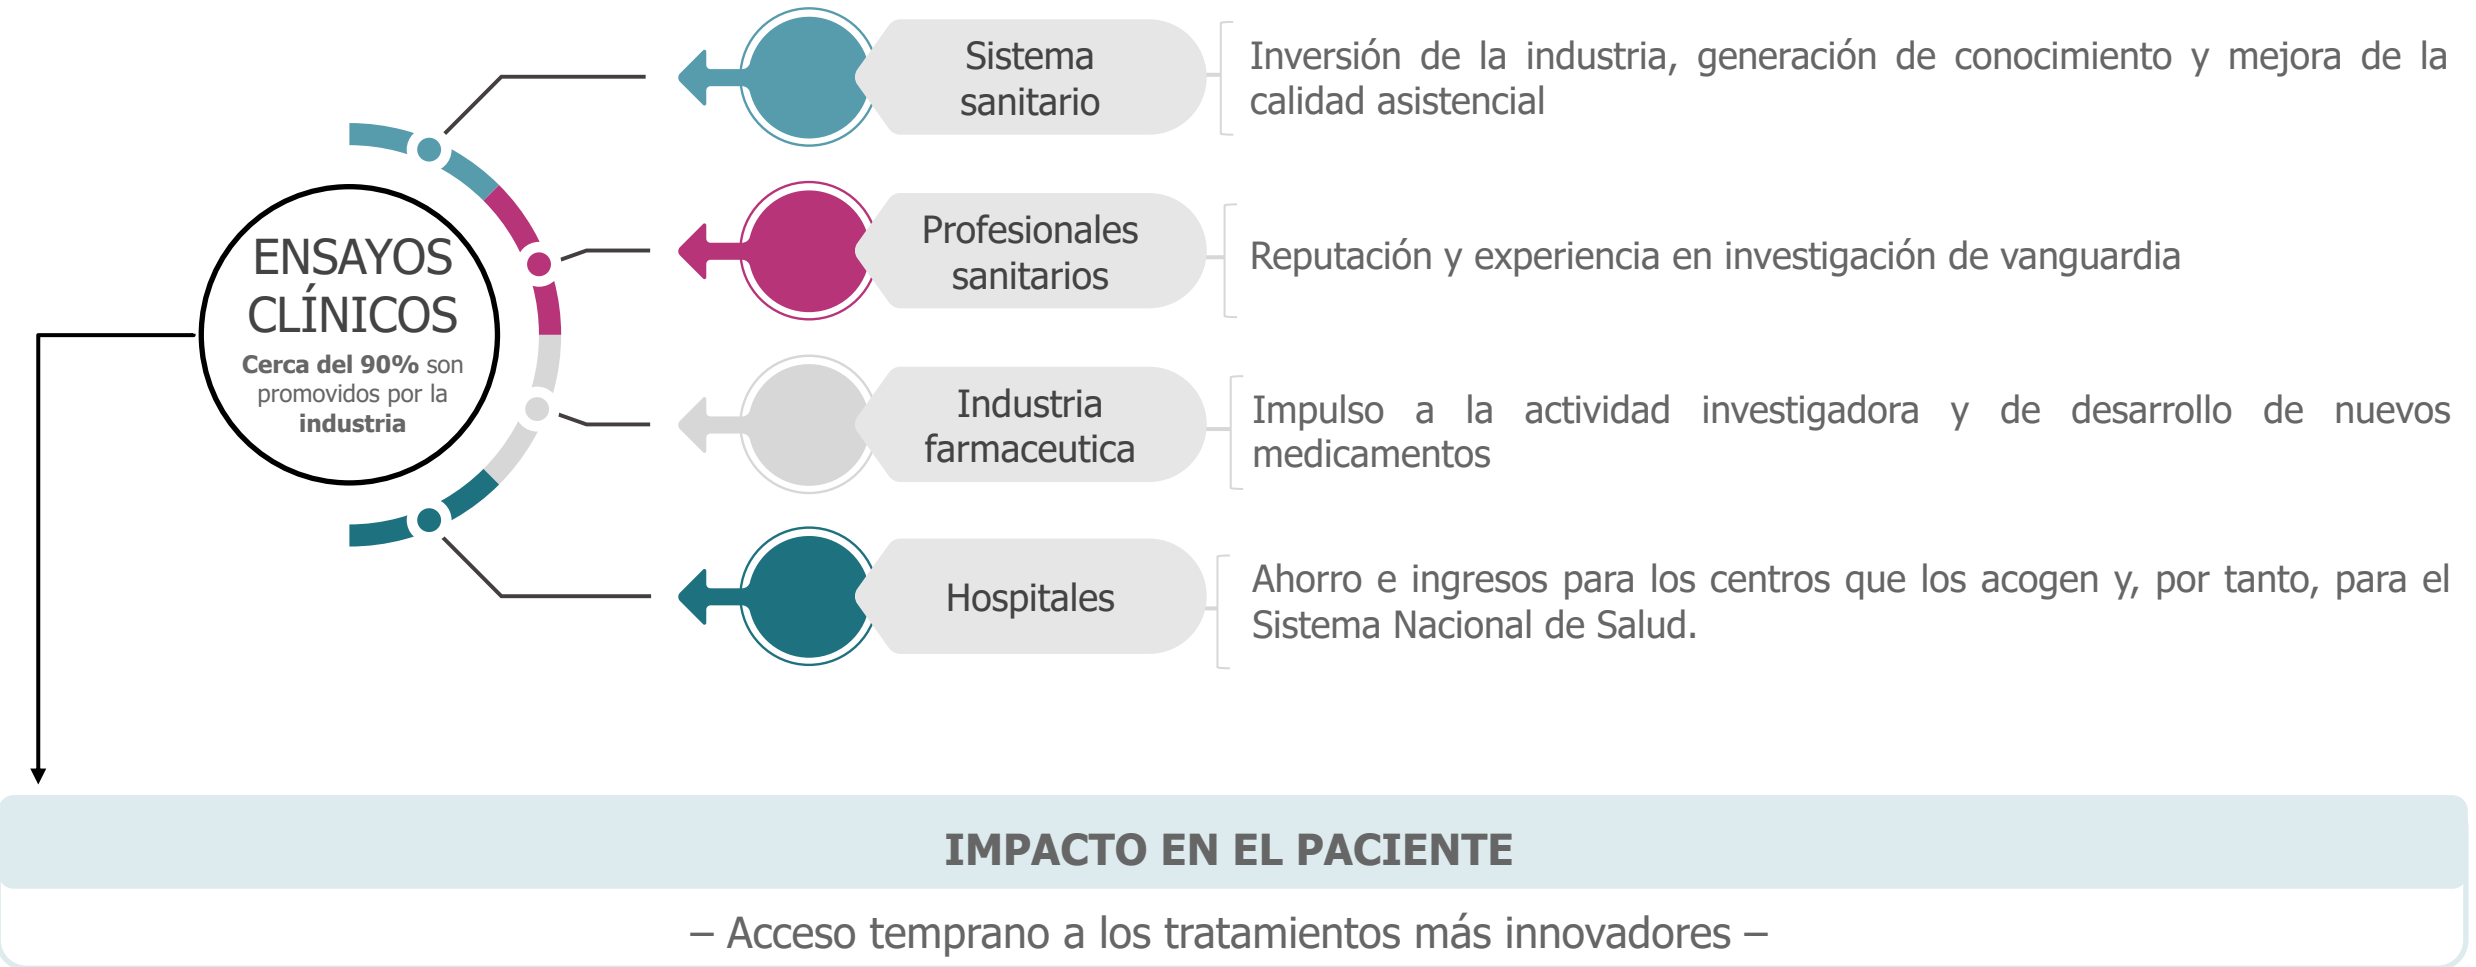 Sistema
sanitario
Inversión de la industria, generación de conocimiento y mejora de la
calidad asistencial
ENSAYOS
CLÍNICOS
Cerca del 90% son
promovidos por la
industria
Profesionales
sanitarios
Reputación y experiencia en investigación de vanguardia
Industria
farmaceutica
Impulso a la actividad investigadora y de desarrollo de nuevos
medicamentos
Hospitales
Ahorro e ingresos para los centros que los acogen y, por tanto, para el
Sistema Nacional de Salud.
IMPACTO EN EL PACIENTE
– Acceso temprano a los tratamientos más innovadores –